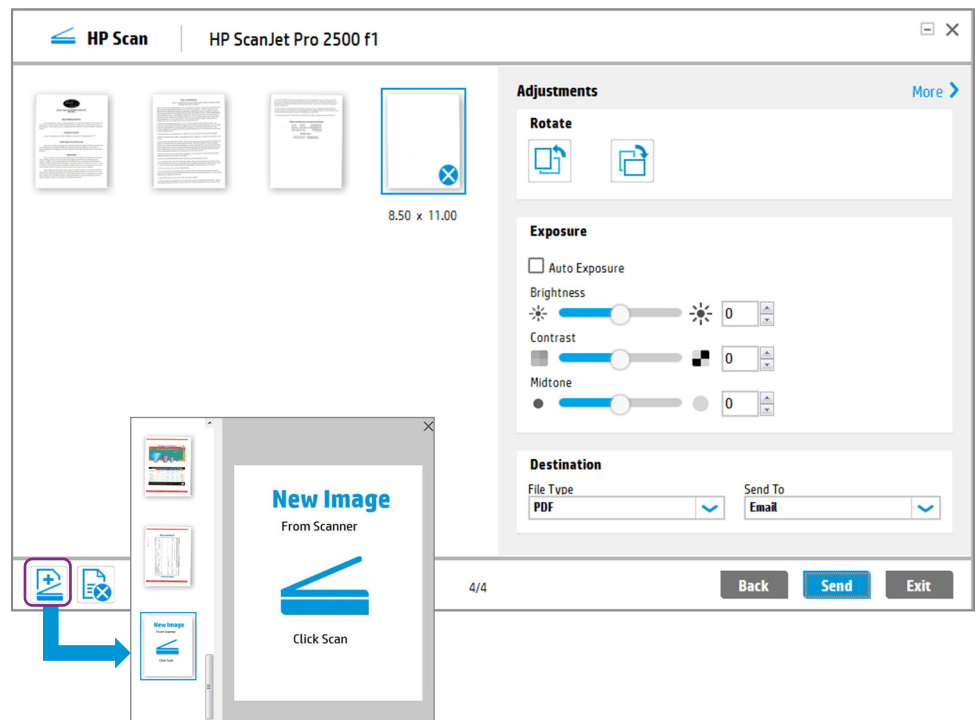 HP Scan
HP ScanJet Pro 2500 f1
8.50 x 11.00
Adjustments
More
Rotate
Exposure
Auto Exposure
Brightness
0
Contrast
0
Midtone
0
Destination
File Type
Send To
PDF
Email
4/4
Back
Send
Exit
New Image
From Scanner
Click Scan
New Image
From Scanner
Click Scan